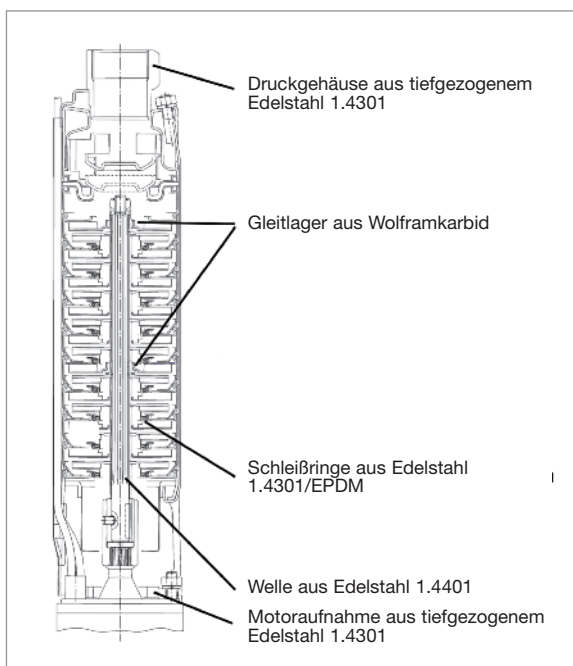 Druckgehäuse aus tiefgezogenem
Edelstahl 1.4301
Gleitlager aus Wolframkarbid
Schleißringe aus Edelstahl
1.4301/EPDM
Welle aus Edelstahl 1.4401
Motoraufnahme aus tiefgezogenem
Edelstahl 1.4301